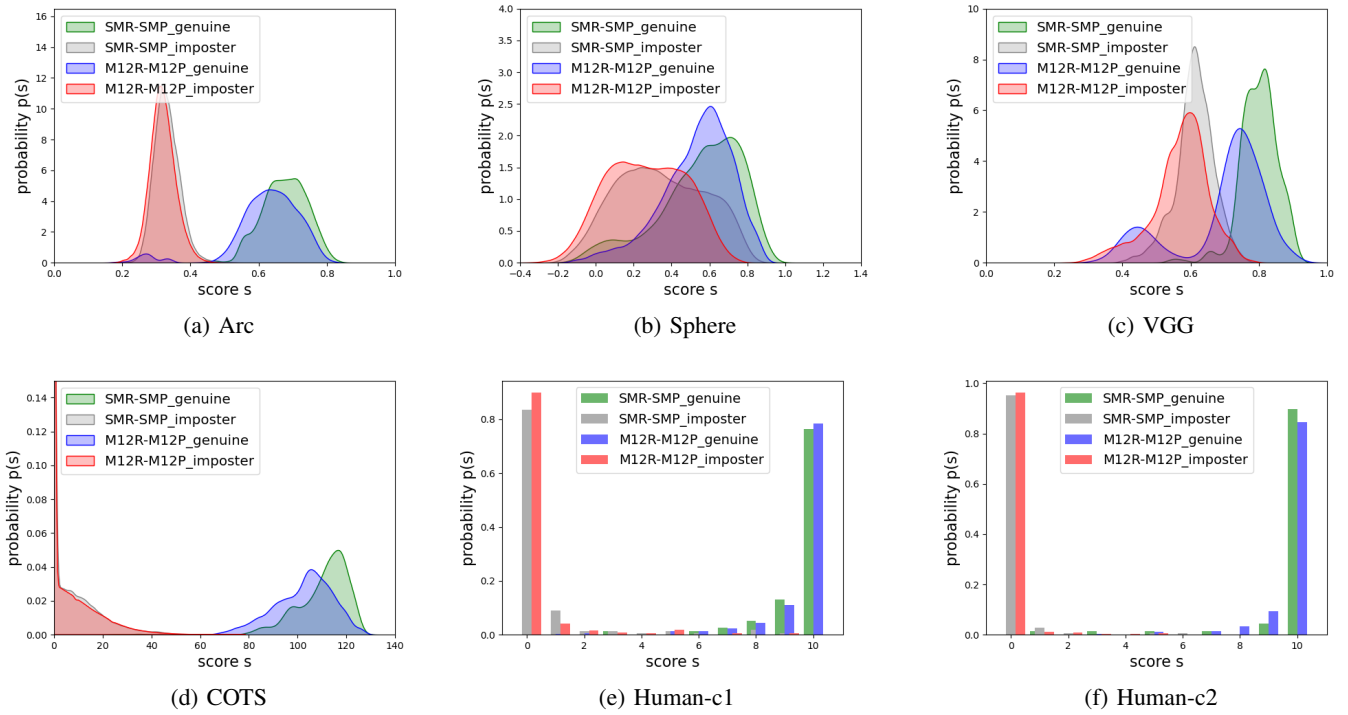 16
14
12
10
8
6
4
2
0
0.0 0.2 0.4 0.6 0.8 1.0
probability p(s)
score s
SMR-SMP_genuine
SMR-SMP_imposter
M12R-M12P_genuine
M12R-M12P_imposter
(a) Arc
4.0
3.5
3.0
2.5
2.0
1.5
1.0
0.5
0.0
−0.4 −0.2 0.0 0.2 0.4 0.6 0.8 1.0 1.2 1.4
probability p(s)
score s
SMR-SMP_genuine
SMR-SMP_imposter
M12R-M12P_genuine
M12R-M12P_imposter
(b) Sphere
10
8
6
4
2
0
0.0 0.2 0.4 0.6 0.8 1.0
probability p(s)
score s
SMR-SMP_genuine
SMR-SMP_imposter
M12R-M12P_genuine
M12R-M12P_imposter
(c) VGG
0.14
0.12
0.10
0.08
0.06
0.04
0.02
0.00
0 20 40 60 80 100 120 140
probability p(s)
score s
SMR-SMP_genuine
SMR-SMP_imposter
M12R-M12P_genuine
M12R-M12P_imposter
(d) COTS
0.8
0.6
0.4
0.2
0.0
0 2 4 6 8 10
probability p(s)
score s
SMR-SMP_genuine
SMR-SMP_imposter
M12R-M12P_genuine
M12R-M12P_imposter
(e) Human-c1
1.0
0.8
0.6
0.4
0.2
0.0
0 2 4 6 8 10
probability p(s)
score s
SMR-SMP_genuine
SMR-SMP_imposter
M12R-M12P_genuine
M12R-M12P_imposter
(f) Human-c2